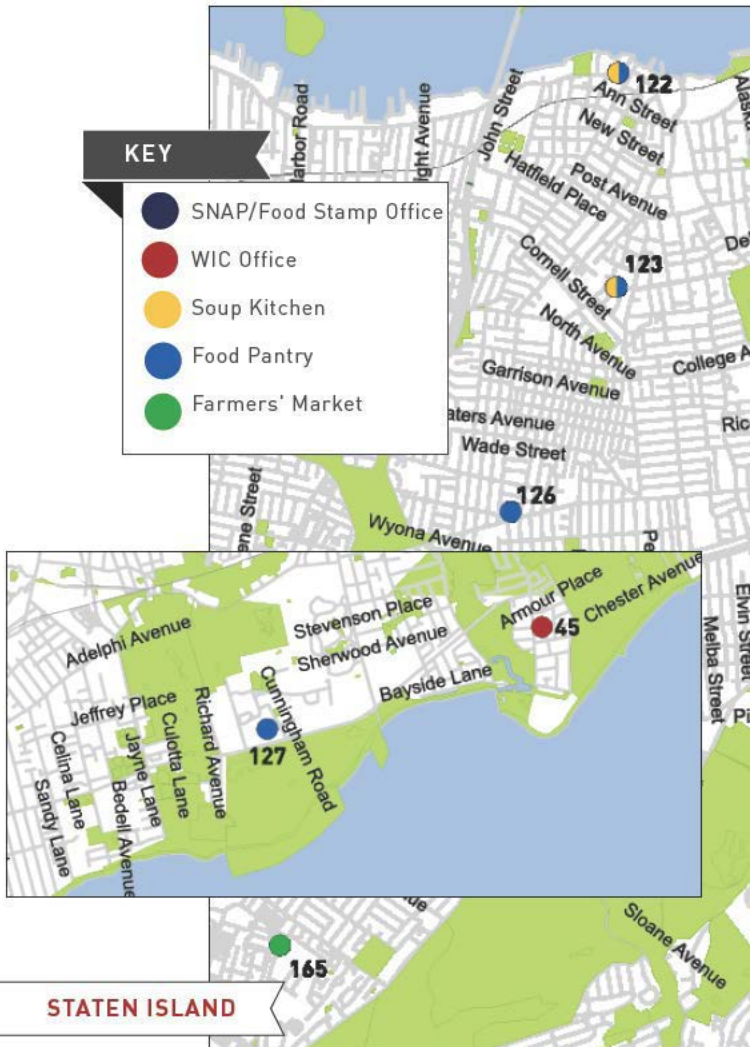 KEY
SNAP/Food Stamp Office
WIC Office
Soup Kitchen
Food Pantry
Farmers' Market
122
Ann Street
New Street
John Street
Hatfield Place
Post Avenue
123
Cornell Street
North Avenue
Garrison Avenue
College A
Wade Street
126
Wyona Avenue
Armour Place
45
Chester Avenue
Stevenson Place
Sherwood Avenue
Bayside Lane
Adelphi Avenue
Jeffrey Place
Cunningham Road
Richard Avenue
Culotta Lane
Jayne Lane
Bedell Avenue
Celina Lane
Sandy Lane
127
Melba Street
Elvin Street
Sloane Avenue
165
STATEN ISLAND